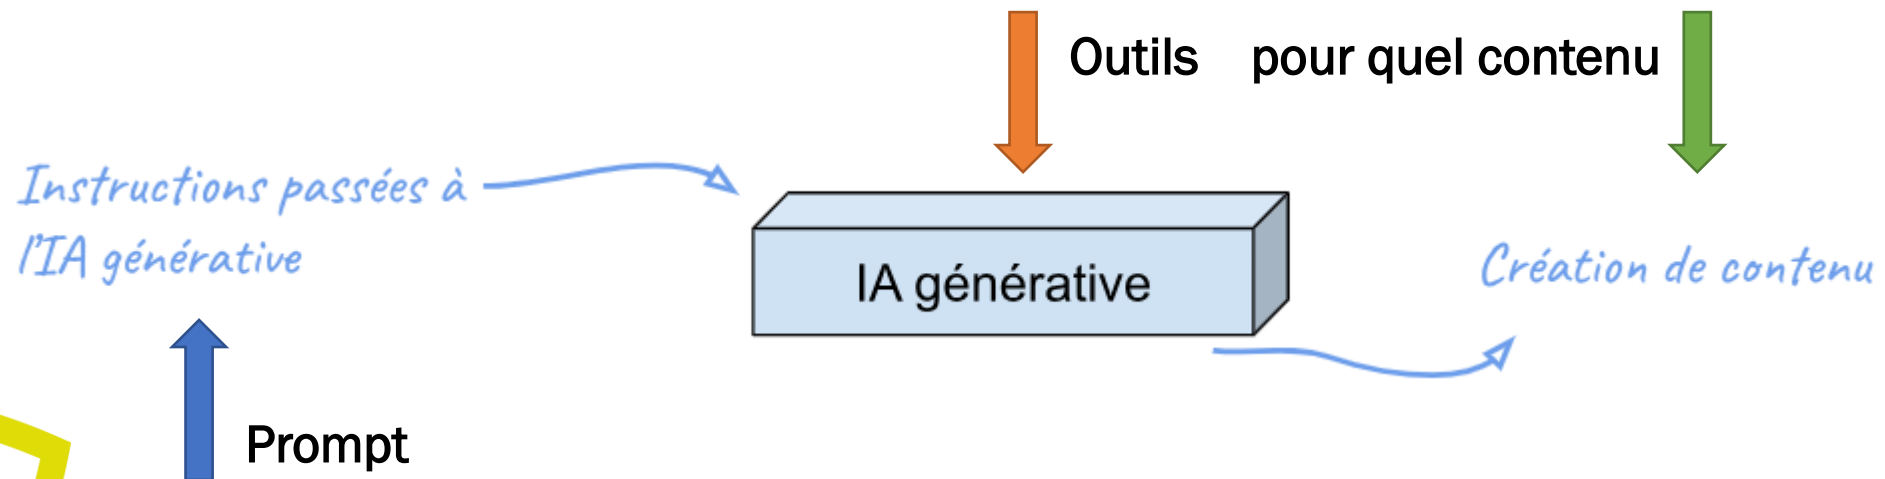 Outils pour quel contenu
Instructions passées à
l'IA générative
IA générative
Création de contenu
Prompt